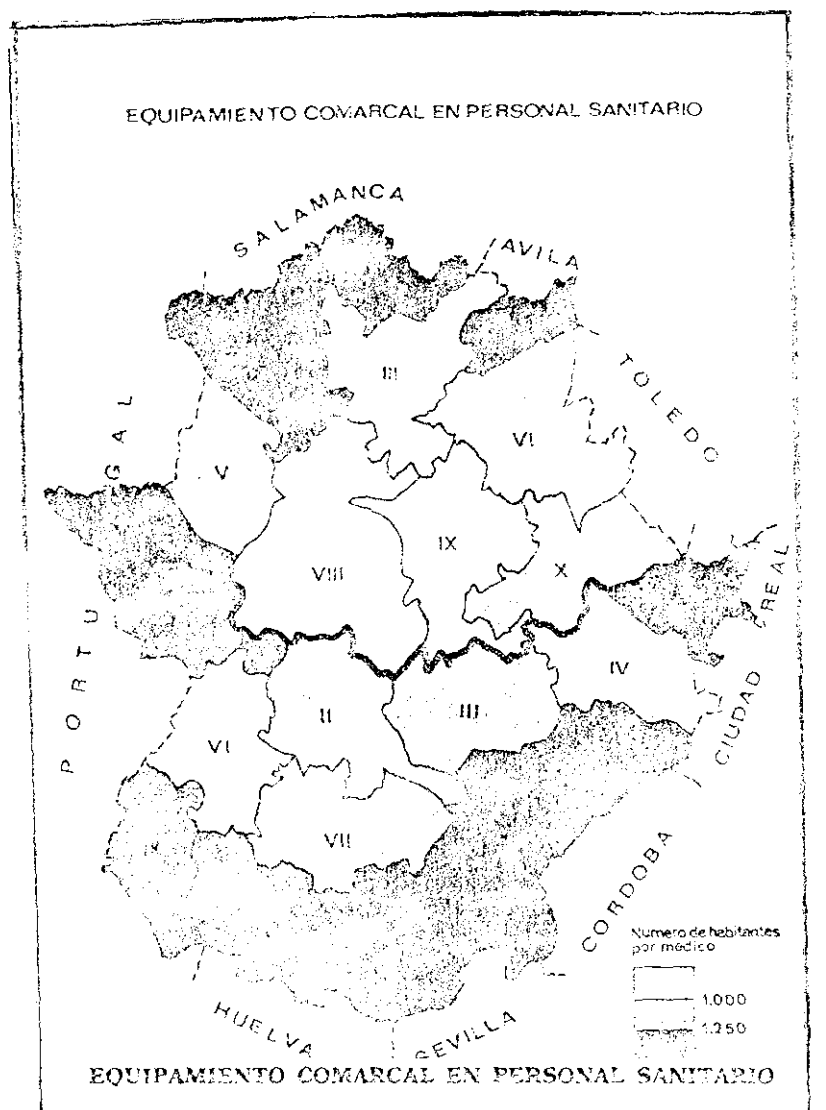 EQUIPAMIENTO COMARCAL EN PERSONAL SANITARIO
SALAMANCA
AVILA
TOLEDO
III
VI
V
PORTUGAL
IX
VIII
X
CIUDAD REAL
IV
II
III
VI
VII
CORDOBA
Numero de habitantes
por médico
1.000
1.250
HUELVA
SEVILLA
EQUIPAMIENTO COMARCAL EN PERSONAL SANITARIO